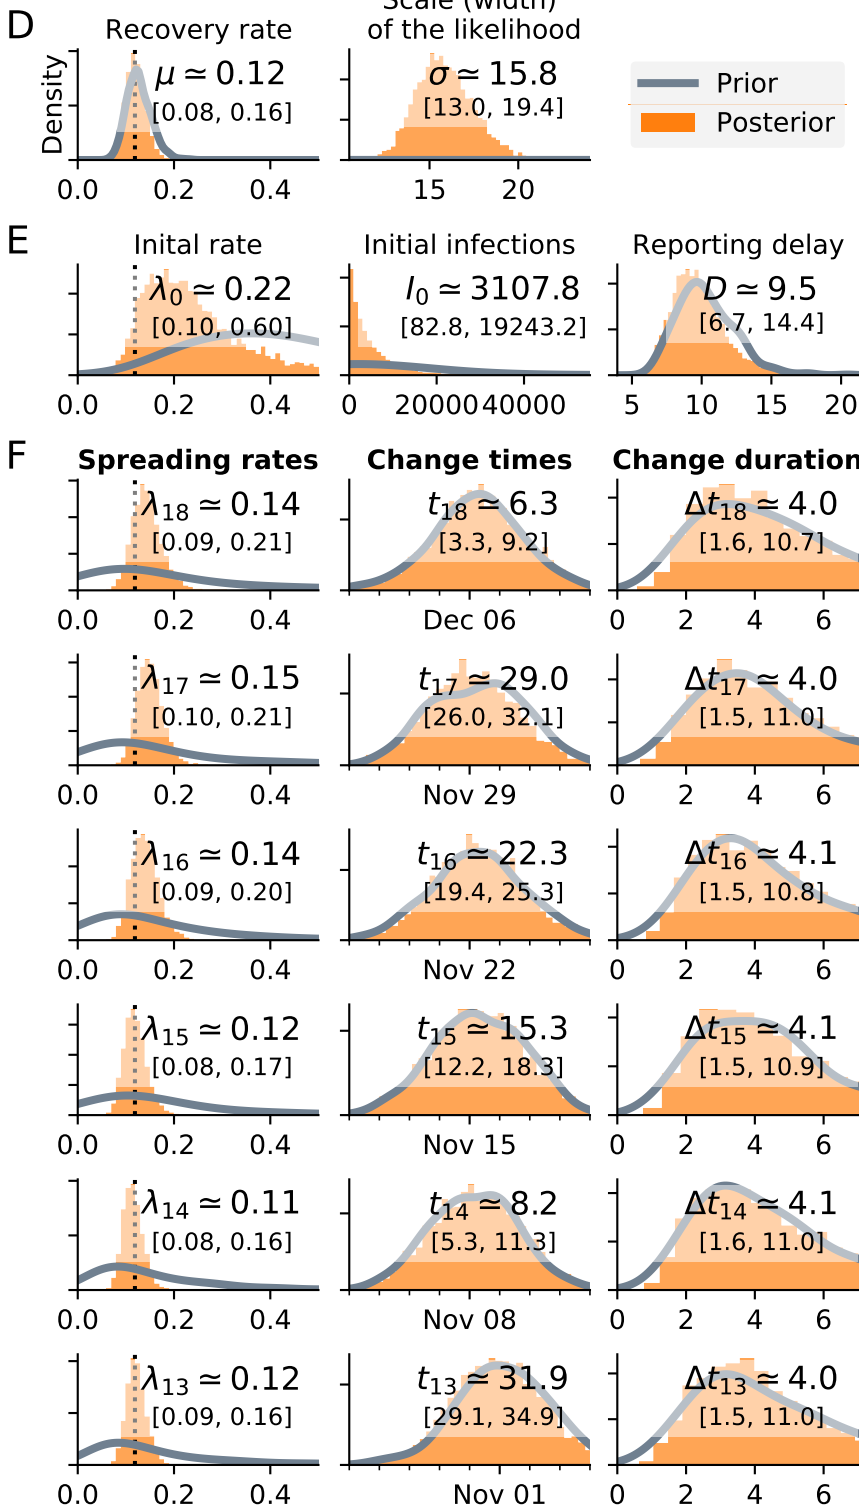 D
Recovery rate
Scale (width)
of the likelihood
Density
μ ≃ 0.12
[0.08, 0.16]
0.0 0.2 0.4
σ ≃ 15.8
[13.0, 19.4]
15 20
Prior
Posterior
E
Inital rate
λ0 ≃ 0.22
[0.10, 0.60]
0.0 0.2 0.4
Initial infections
I0 ≃ 3107.8
[82.8, 19243.2]
0 20000 40000
Reporting delay
D ≃ 9.5
[6.7, 14.4]
5 10 15 20
F
Spreading rates
Change times
Change duration
λ18 ≃ 0.14
[0.09, 0.21]
0.0 0.2 0.4
t18 ≃ 6.3
[3.3, 9.2]
Dec 06
Δt18 ≃ 4.0
[1.6, 10.7]
0 2 4 6
λ17 ≃ 0.15
[0.10, 0.21]
0.0 0.2 0.4
t17 ≃ 29.0
[26.0, 32.1]
Nov 29
Δt17 ≃ 4.0
[1.5, 11.0]
0 2 4 6
λ16 ≃ 0.14
[0.09, 0.20]
0.0 0.2 0.4
t16 ≃ 22.3
[19.4, 25.3]
Nov 22
Δt16 ≃ 4.1
[1.5, 10.8]
0 2 4 6
λ15 ≃ 0.12
[0.08, 0.17]
0.0 0.2 0.4
t15 ≃ 15.3
[12.2, 18.3]
Nov 15
Δt15 ≃ 4.1
[1.5, 10.9]
0 2 4 6
λ14 ≃ 0.11
[0.08, 0.16]
0.0 0.2 0.4
t14 ≃ 8.2
[5.3, 11.3]
Nov 08
Δt14 ≃ 4.1
[1.6, 11.0]
0 2 4 6
λ13 ≃ 0.12
[0.09, 0.16]
0.0 0.2 0.4
t13 ≃ 31.9
[29.1, 34.9]
Nov 01
Δt13 ≃ 4.0
[1.5, 11.0]
0 2 4 6